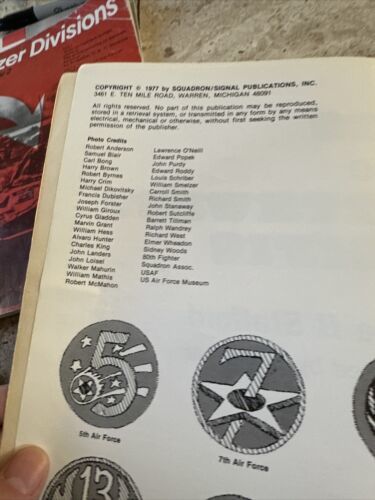 zer Divisions
COPYRIGHT © 1977 by SQUADRON/SIGNAL PUBLICATIONS, INC.
3461 E. TEN MILE ROAD, WARREN, MICHIGAN 48091
All rights reserved. No part of this publication may be reproduced,
stored in a retrieval system, or transmitted in any form by any means
electrical, mechanical or otherwise, without first seeking the written
permission of the publisher.
Photo Credits
Robert Anderson
Samuel Blair
Carl Bong
Harry Brown
Robert Byrnes
Harry Crim
Michael Dikovitsky
Francis Dubisher
Joseph Forster
William Giroux
Cyrus Gladden
Marvin Grant
William Hess
Alvaro Hunter
Charles King
John Landers
John Loisel
Walker Mahurin
William Mathis
Robert McMahon
Lawrence O'Neill
Edward Popek
John Purdy
Edward Roddy
Louis Schriber
William Smelzer
Carroll Smith
Richard Smith
John Stanaway
Robert Sutcliffe
Barrett Tillman
Ralph Wandrey
Richard West
Elmer Wheadon
Sidney Woods
80th Fighter
Squadron Assoc.
USAF
US Air Force Museum
5
5th Air Force
7
7th Air Force
13